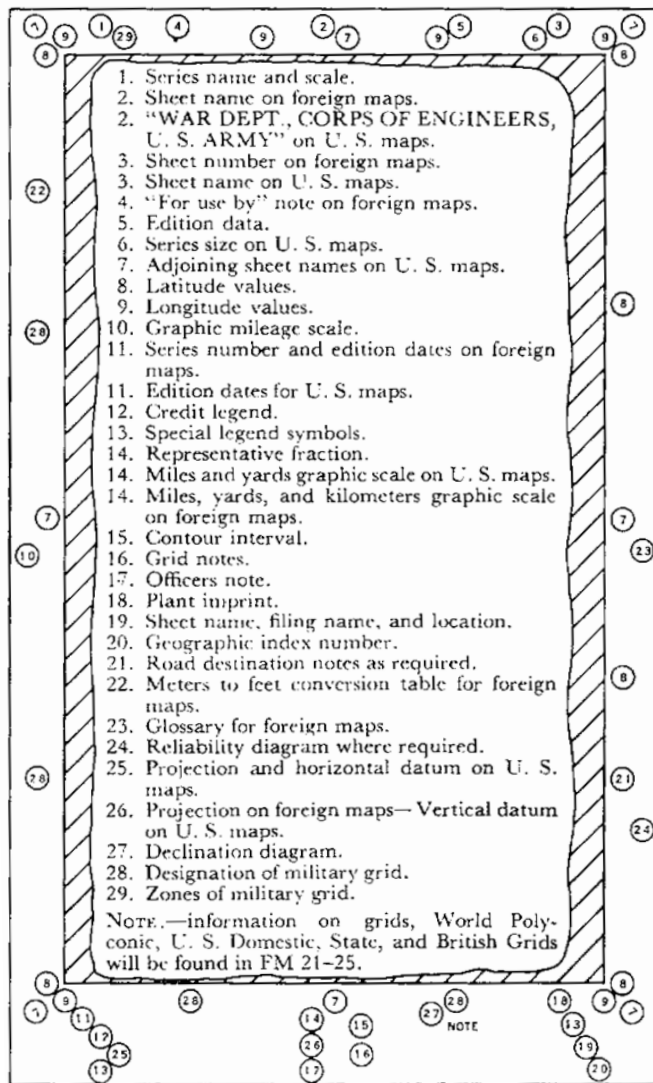 7 9 1 29 4 9 2 7 9 5 6 3 9 7
8 8
1. Series name and scale.
2. Sheet name on foreign maps.
2. "WAR DEPT., CORPS OF ENGINEERS,
U. S. ARMY" on U. S. maps.
3. Sheet number on foreign maps.
3. Sheet name on U. S. maps.
22
4. "For use by" note on foreign maps.
5. Edition data.
6. Series size on U. S. maps.
7. Adjoining sheet names on U. S. maps.
8. Latitude values.
9. Longitude values.
8
28
10. Graphic mileage scale.
11. Series number and edition dates on foreign
maps.
11. Edition dates for U. S. maps.
12. Credit legend.
13. Special legend symbols.
14. Representative fraction.
14. Miles and yards graphic scale on U. S. maps.
14. Miles, yards, and kilometers graphic scale
on foreign maps.
7 7
15. Contour interval.
10 23
16. Grid notes.
17. Officers note.
18. Plant imprint.
19. Sheet name, filing name, and location.
20. Geographic index number.
21. Road destination notes as required.
22. Meters to feet conversion table for foreign
maps.
8
23. Glossary for foreign maps.
24. Reliability diagram where required.
25. Projection and horizontal datum on U. S.
maps.
28 21
26. Projection on foreign maps—Vertical datum
on U. S. maps.
24
27. Declination diagram.
28. Designation of military grid.
29. Zones of military grid.
NOTE.—information on grids, World Poly-
conic, U. S. Domestic, State, and British Grids
will be found in FM 21-25.
8 8
7 9 28 7 28 18 9 7
11 14 15 27 NOTE 13
12 26 19
25 16
13 17 20